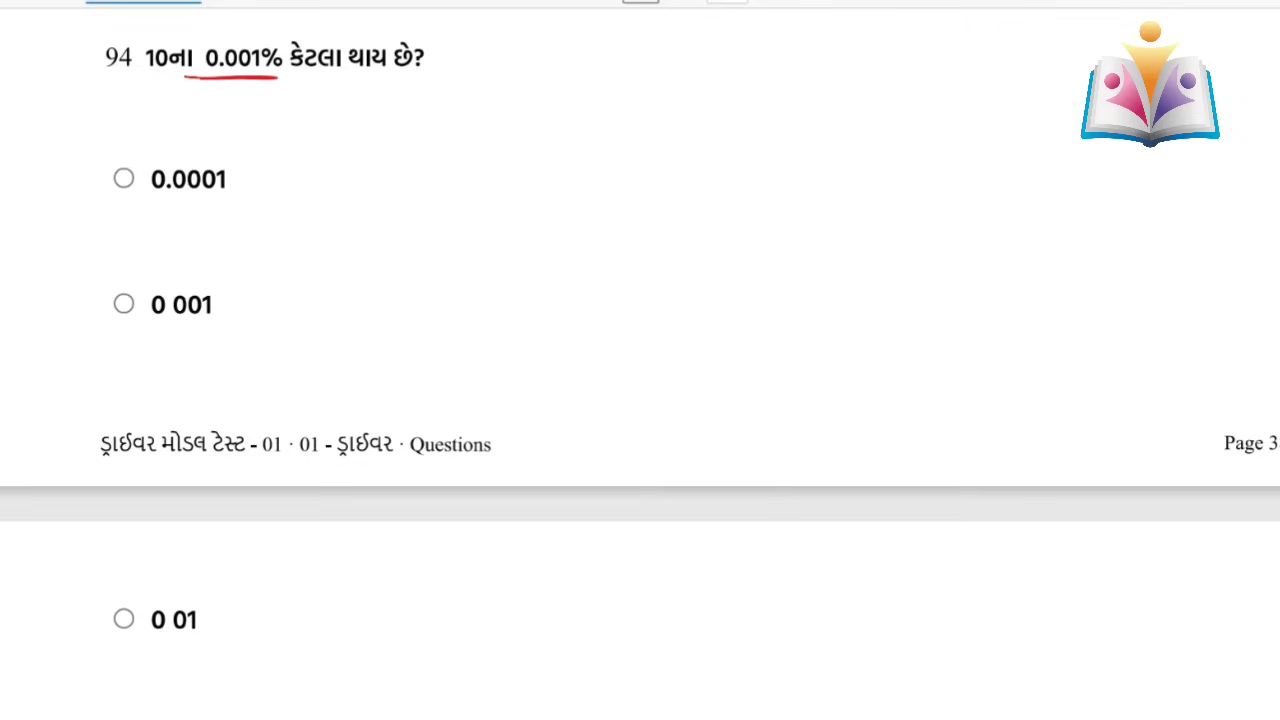 94 10ના 0.001% કેટલા થાય છે?
0.0001
0 001
ડ્રાઈવર મોડલ ટેસ્ટ - 01 · 01 - ડ્રાઈવર · Questions
Page 3
0 01